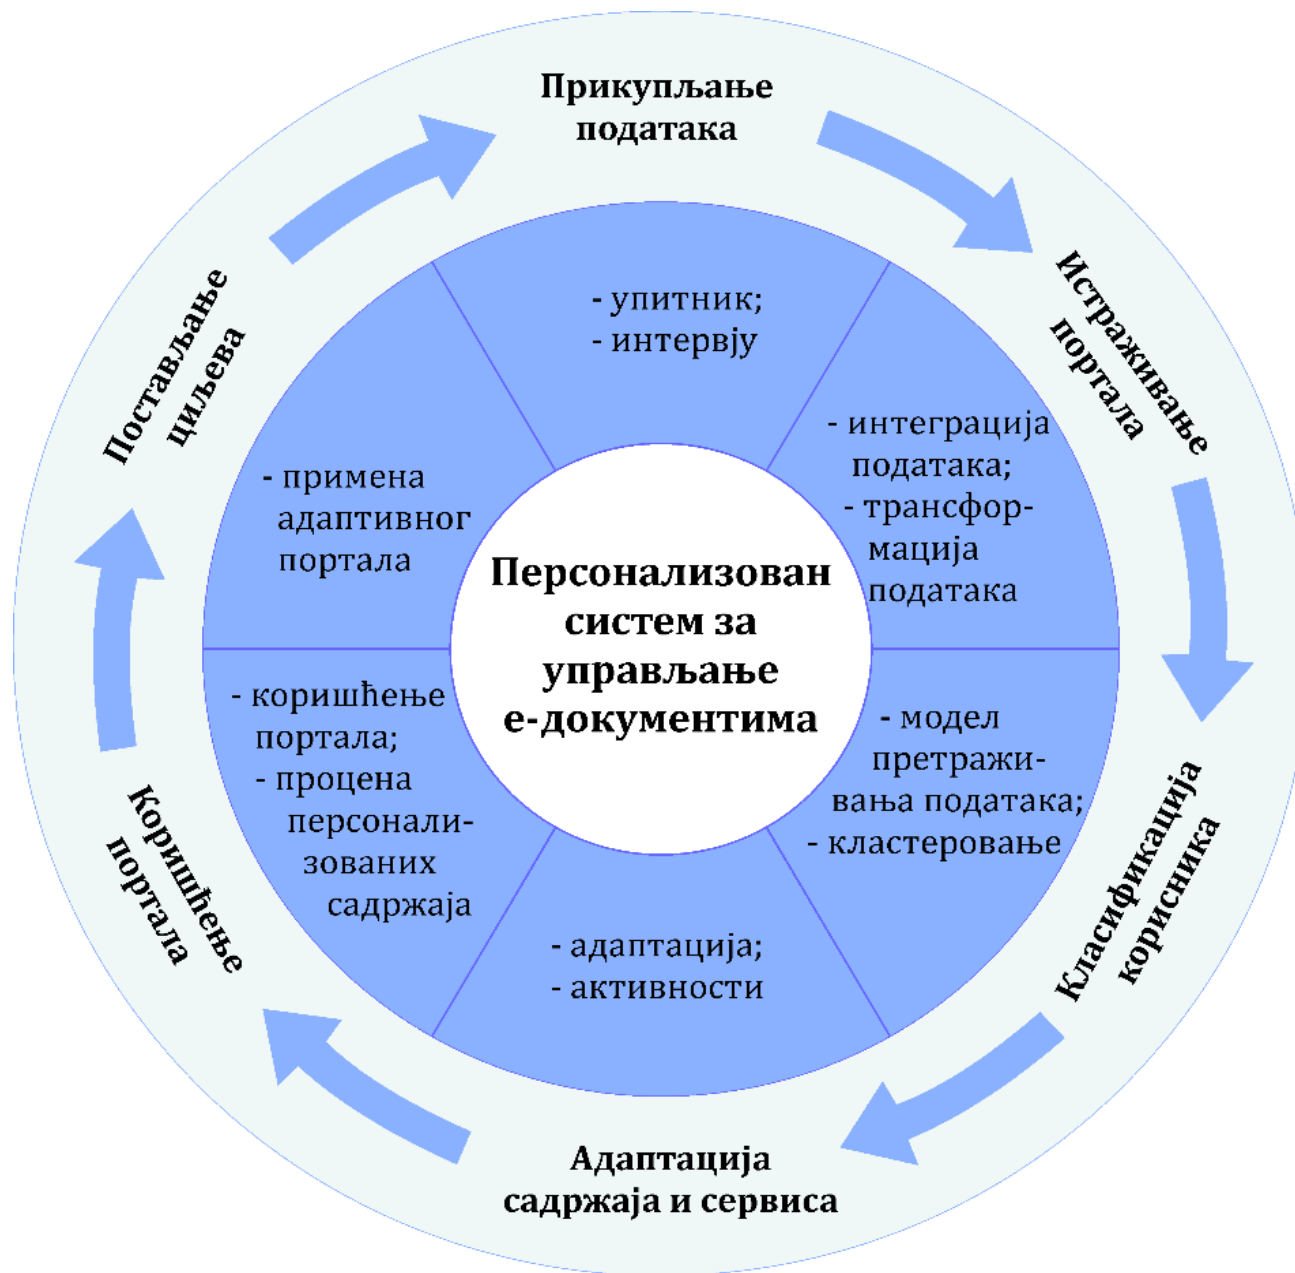 Прикупљање
података
Истраживање
портала
Класификација
корисника
Адаптација
садржаја и сервиса
Коришћење
портала
Постављање
циљева
- упитник;
- интервју
- интеграција
података;
- трансфор-
мација
података
- модел
претражи-
вања података;
- кластеровање
- адаптација;
- активности
- коришћење
портала;
- процена
персонали-
зованих
садржаја
- примена
адаптивног
портала
Персонализован
систем за
управљање
е-документима